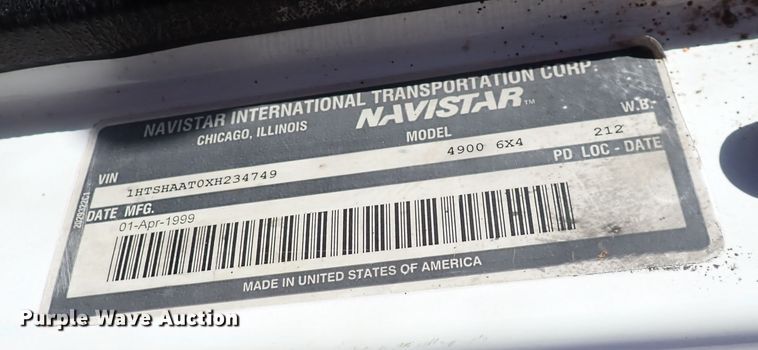 NAVISTAR INTERNATIONAL TRANSPORTATION CORP.
CHICAGO, ILLINOIS NAVISTAR™
VIN MODEL W.B.
1HTSHAAT0XH234749 4900 6X4 212
DATE MFG. PD LOC - DATE
01-Apr-1999
MADE IN UNITED STATES OF AMERICA
Purple Wave Auction